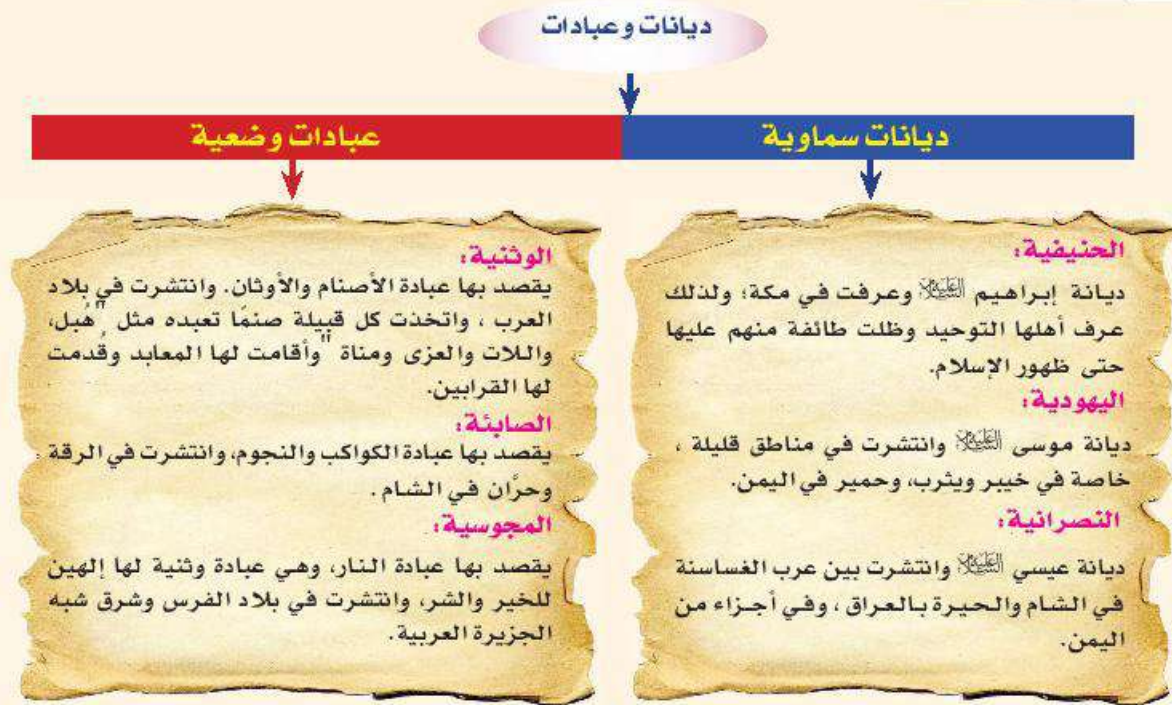 ديانات وعبادات
ديانات سماوية
عبادات وضعية
الحنيفية:
ديانة إبراهيم عليه السلام وعرفت في مكة؛ ولذلك
عرف أهلها التوحيد وظلت طائفة منهم عليها
حتى ظهور الإسلام.
اليهودية:
ديانة موسى عليه السلام وانتشرت في مناطق قليلة ،
خاصة في خيبر ويثرب، وحمير في اليمن.
النصرانية:
ديانة عيسي عليه السلام وانتشرت بين عرب الغساسنة
في الشام والحيرة بالعراق ، وفي أجزاء من
اليمن.
الوثنية:
يقصد بها عبادة الأصنام والأوثان. وانتشرت في بلاد
العرب ، واتخذت كل قبيلة صنمًا تعبده مثل "هُبل،
واللات والعزى ومناة "وأقامت لها المعابد وقدمت
لها القرابين.
الصابئة:
يقصد بها عبادة الكواكب والنجوم، وانتشرت في الرقة
وحرَّان في الشام .
المجوسية:
يقصد بها عبادة النار، وهي عبادة وثنية لها إلهين
للخير والشر، وانتشرت في بلاد الفرس وشرق شبه
الجزيرة العربية.